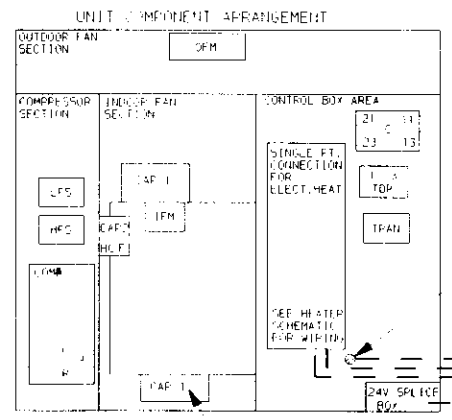 UNIT COMPONENT ARRANGEMENT
OUTDOOR FAN
SECTION
OFM
COMPRESSOR
SECTION
INDOOR FAN
SECTION
CONTROL BOX AREA
21
11
C
23
13
SINGLE PT.
CONNECTION
FOR
ELECT. HEAT
TDR
TRAN
CAP 1
IFM
LPS
HPS
CAP2
COMP
R
SEE HEATER
SCHEMATIC
FOR WIRING
CAP 1
24V SPLICE
BOX